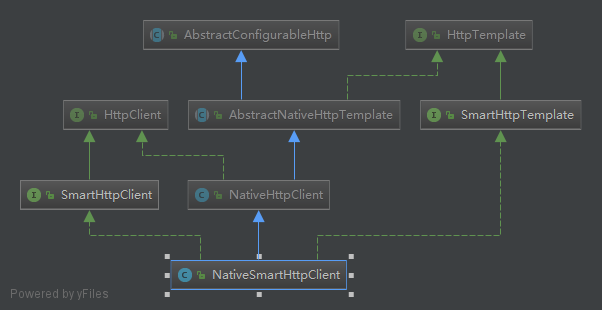 AbstractConfigurableHttp
HttpTemplate
HttpClient
AbstractNativeHttpTemplate
SmartHttpTemplate
SmartHttpClient
NativeHttpClient
NativeSmartHttpClient
Powered by yFiles